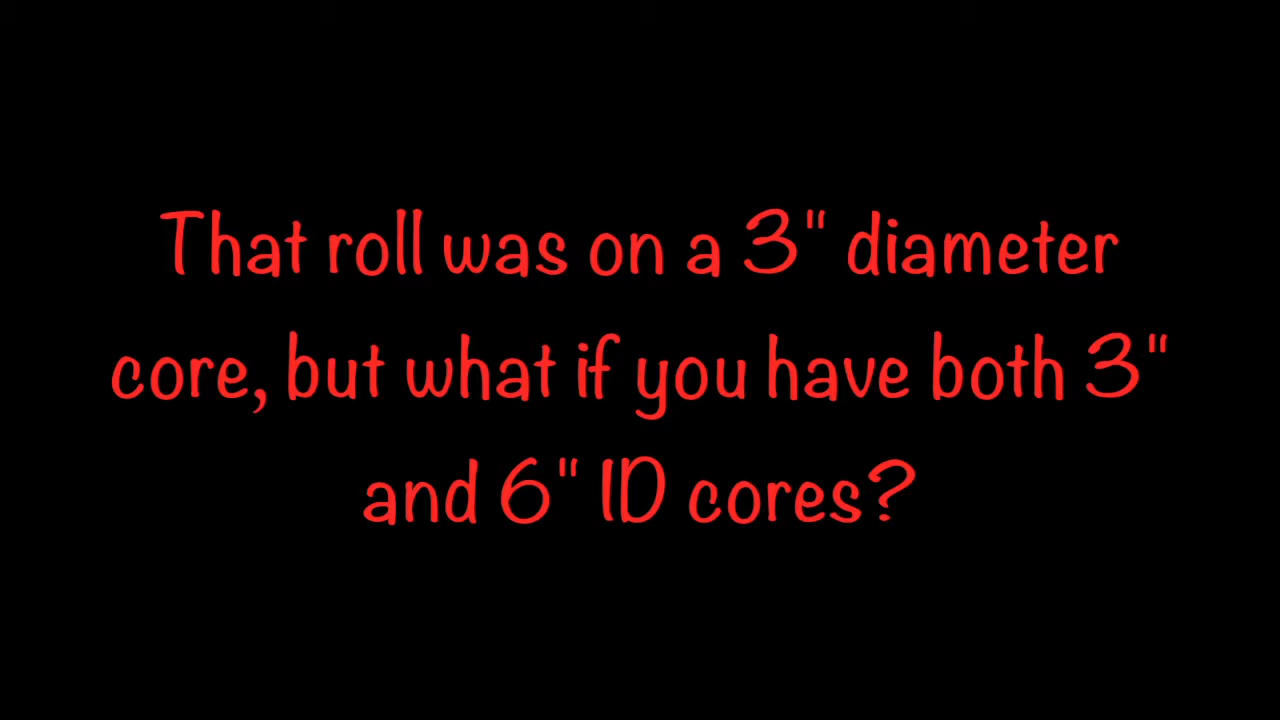 That roll was on a 3" diameter
core, but what if you have both 3"
and 6" ID cores?